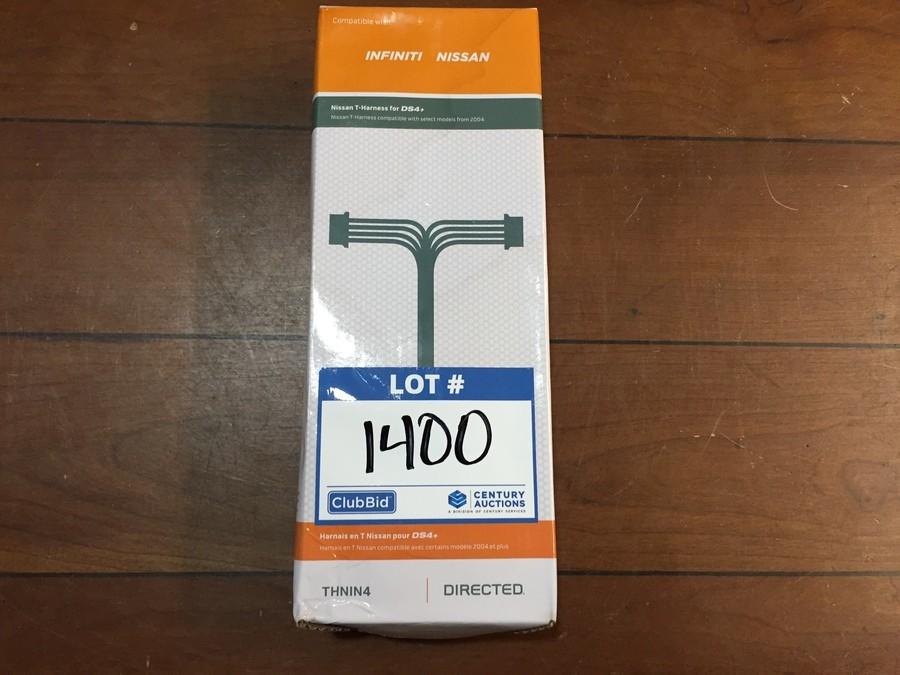 Compatible with
INFINITI NISSAN
Nissan T-Harness for DS4+
Nissan T-Harness compatible with select models from 2004
LOT #
1400
ClubBid
CENTURY
AUCTIONS
A DIVISION OF CENTURY SERVICES
Harnais en T Nissan pour DS4+
Harnais en T Nissan compatible avec certains modèle 2004 et plus
THNIN4
DIRECTED